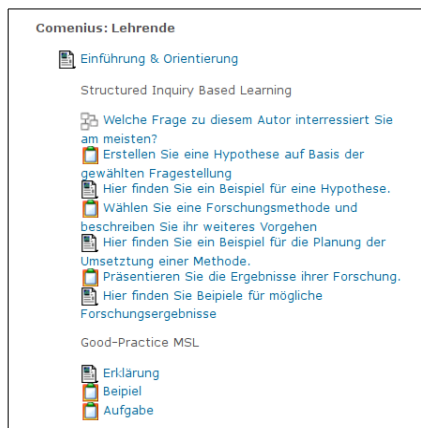 Comenius: Lehrende
Einführung & Orientierung
Structured Inquiry Based Learning
Welche Frage zu diesem Autor interressiert Sie
am meisten?
Erstellen Sie eine Hypothese auf Basis der
gewählten Fragestellung
Hier finden Sie ein Beispiel für eine Hypothese.
Wählen Sie eine Forschungsmethode und
beschreiben Sie ihr weiteres Vorgehen
Hier finden Sie ein Beispiel für die Planung der
Umsetztung einer Methode.
Präsentieren Sie die Ergebnisse ihrer Forschung.
Hier finden Sie Beipiele für mögliche
Forschungsergebnisse
Good-Practice MSL
Erklärung
Beipiel
Aufgabe